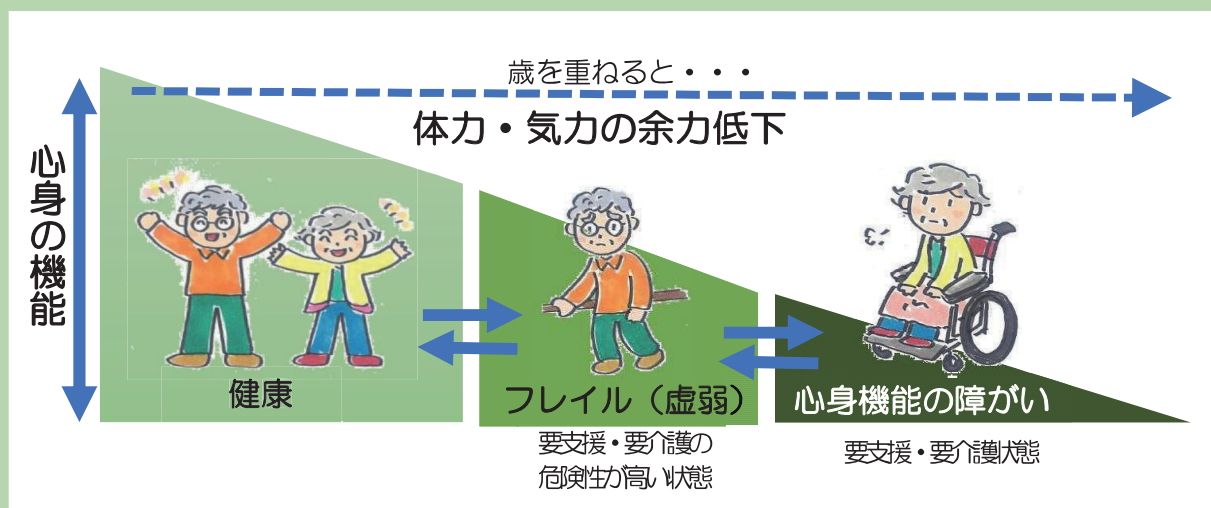 歳を重ねると・・・
体力・気力の余力低下
心身の機能
健康
フレイル（虚弱）
心身機能の障がい
要支援・要介護の
危険性が高い状態
要支援・要介護状態